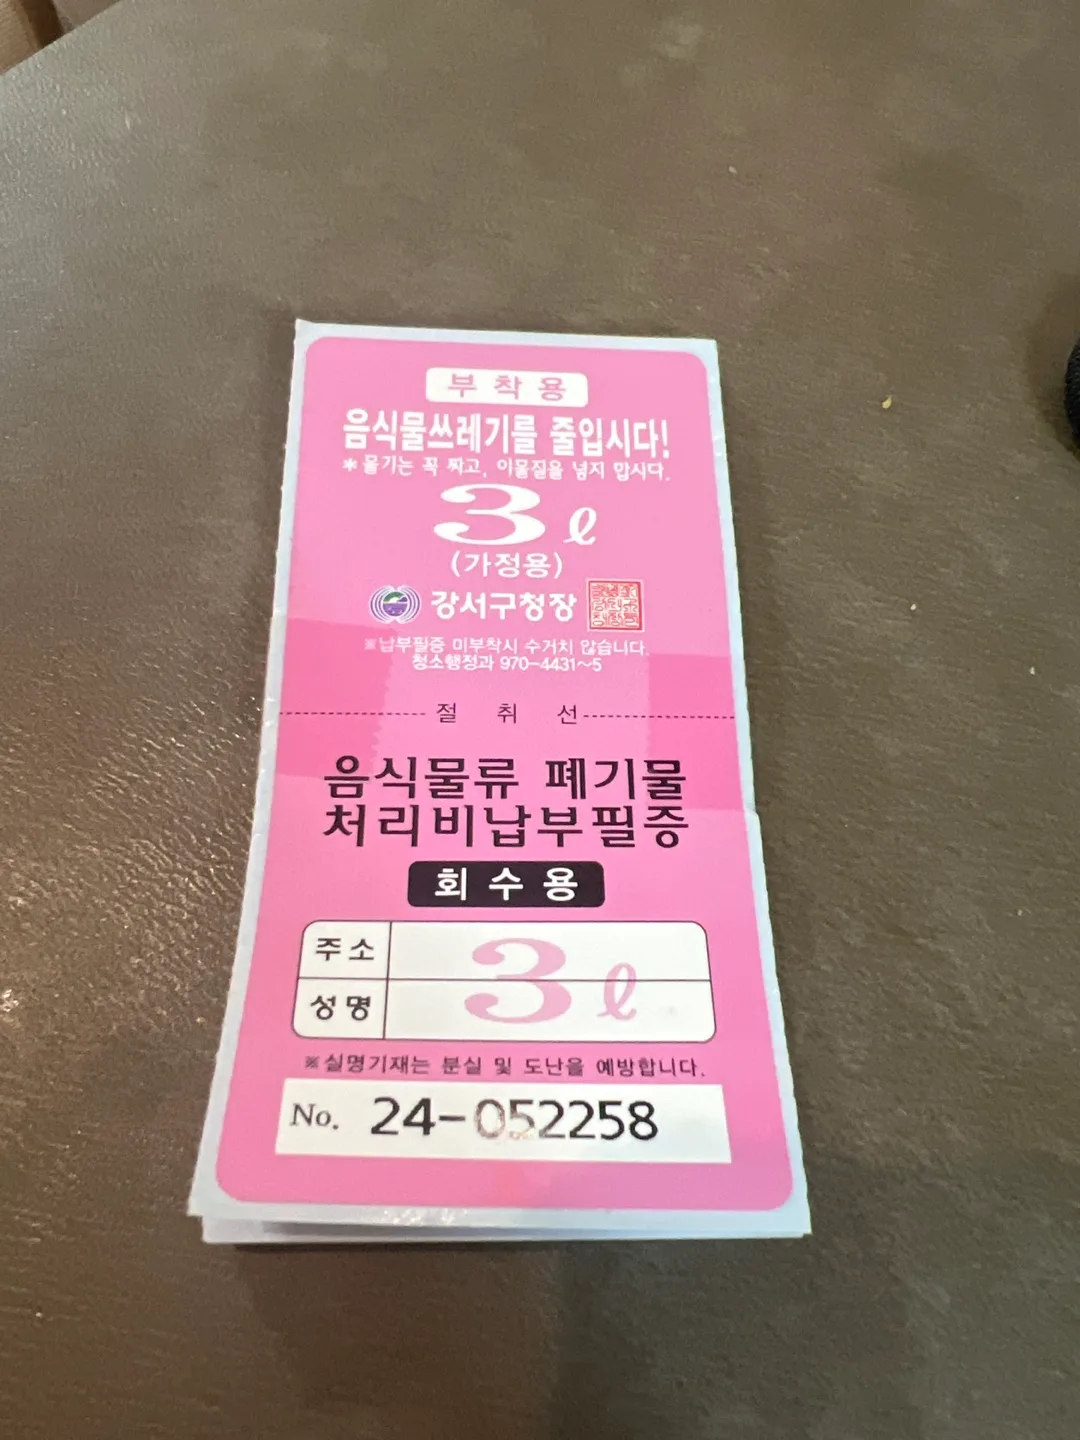 부착용
음식물쓰레기를 줄입시다!
*물기는 꼭 짜고, 이물질을 넣지 맙시다.
3ℓ
(가정용)
강서구청장
※납부필증 미부착시 수거치 않습니다.
청소행정과 970-4431~5
절 취 선
음식물류 폐기물
처리비납부필증
회수용
주소
3ℓ
성명
※실명기재는 분실 및 도난을 예방합니다.
No. 24-052258